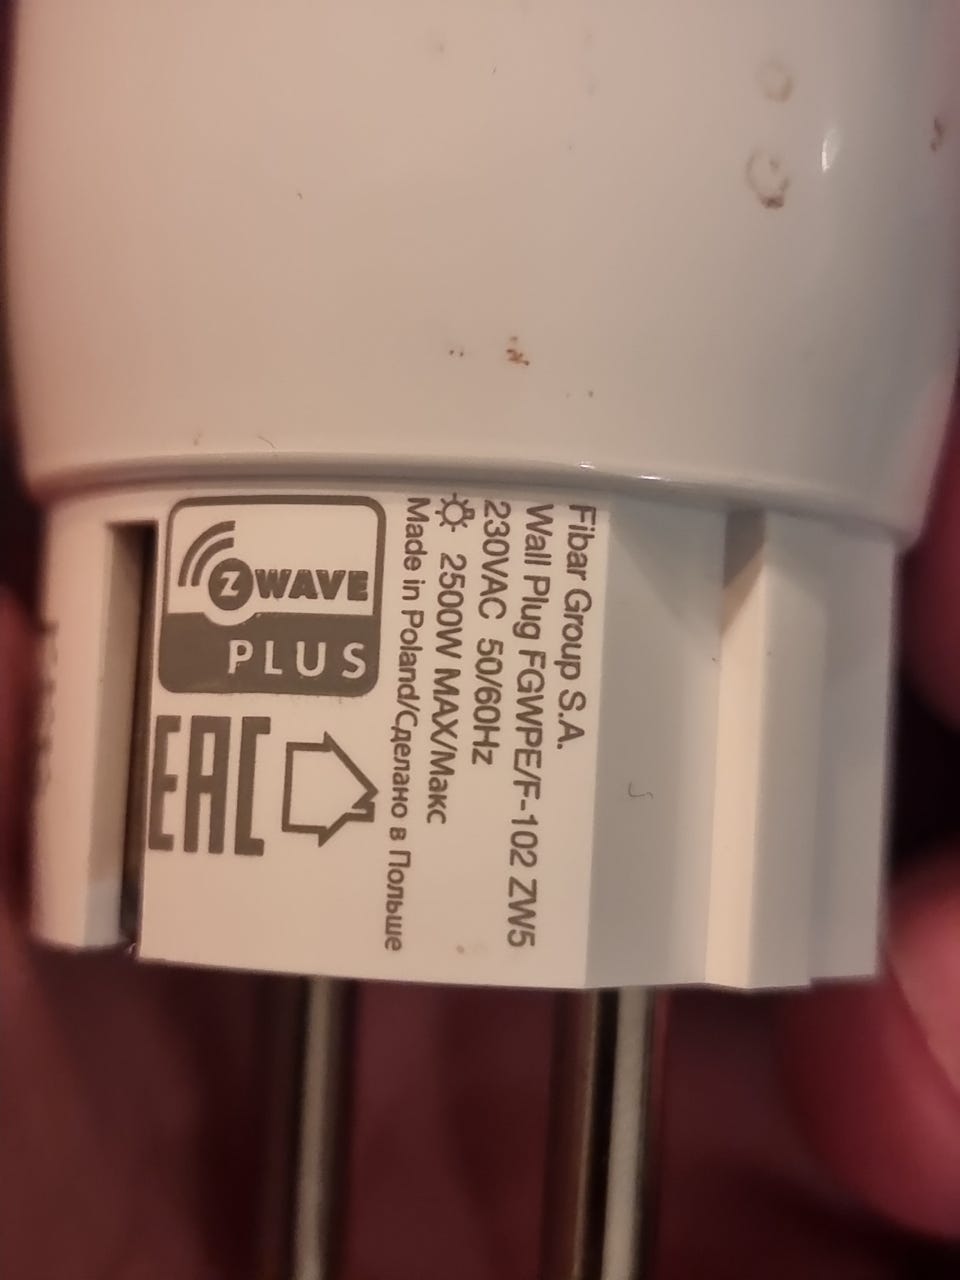 Fibar Group S.A.
Wall Plug FGWPE/F-102 ZW5
230VAC 50/60Hz
2500W MAX/Макс
Made in Poland/Сделано в Польше
Z WAVE
PLUS
EAC